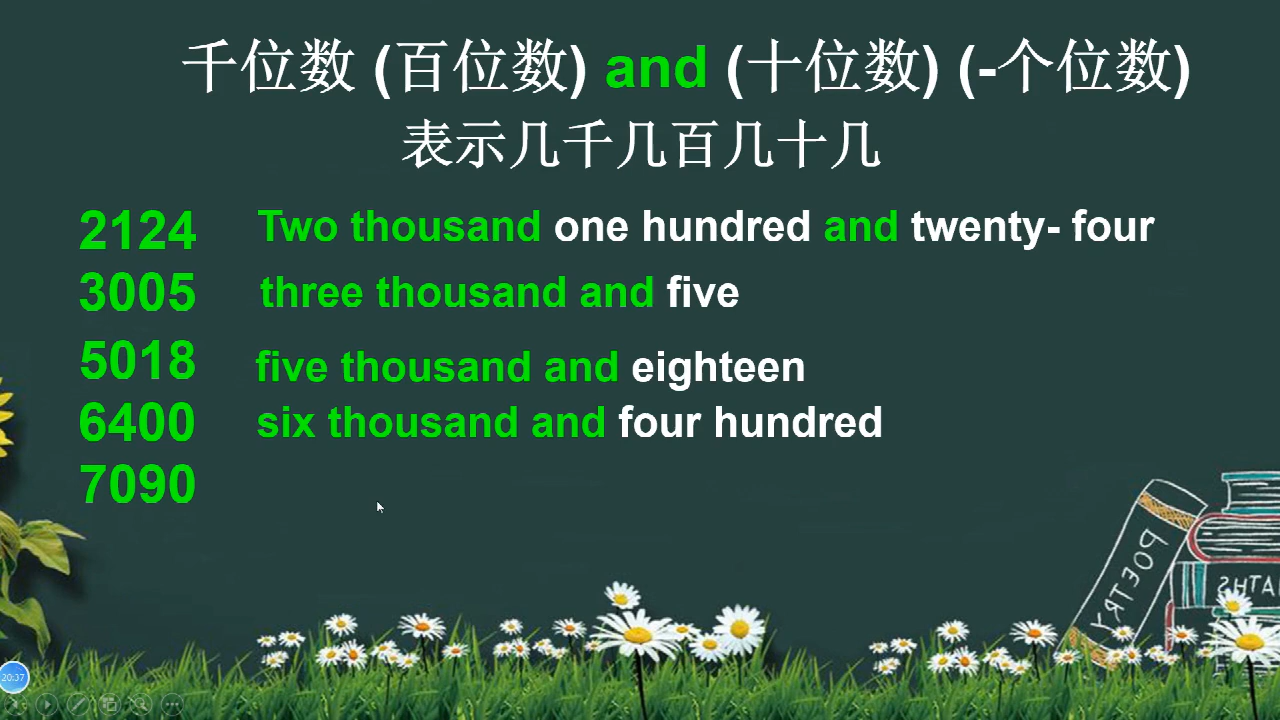 千位数 (百位数) and (十位数) (-个位数)
表示几千几百几十几
2124 Two thousand one hundred and twenty- four
3005 three thousand and five
5018 five thousand and eighteen
6400 six thousand and four hundred
7090
POETRY
MATHS
20:37